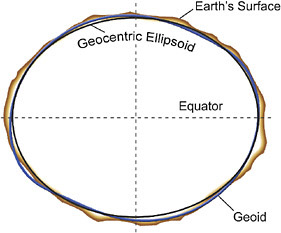 Earth's Surface
Geocentric Ellipsoid
Equator
Geoid